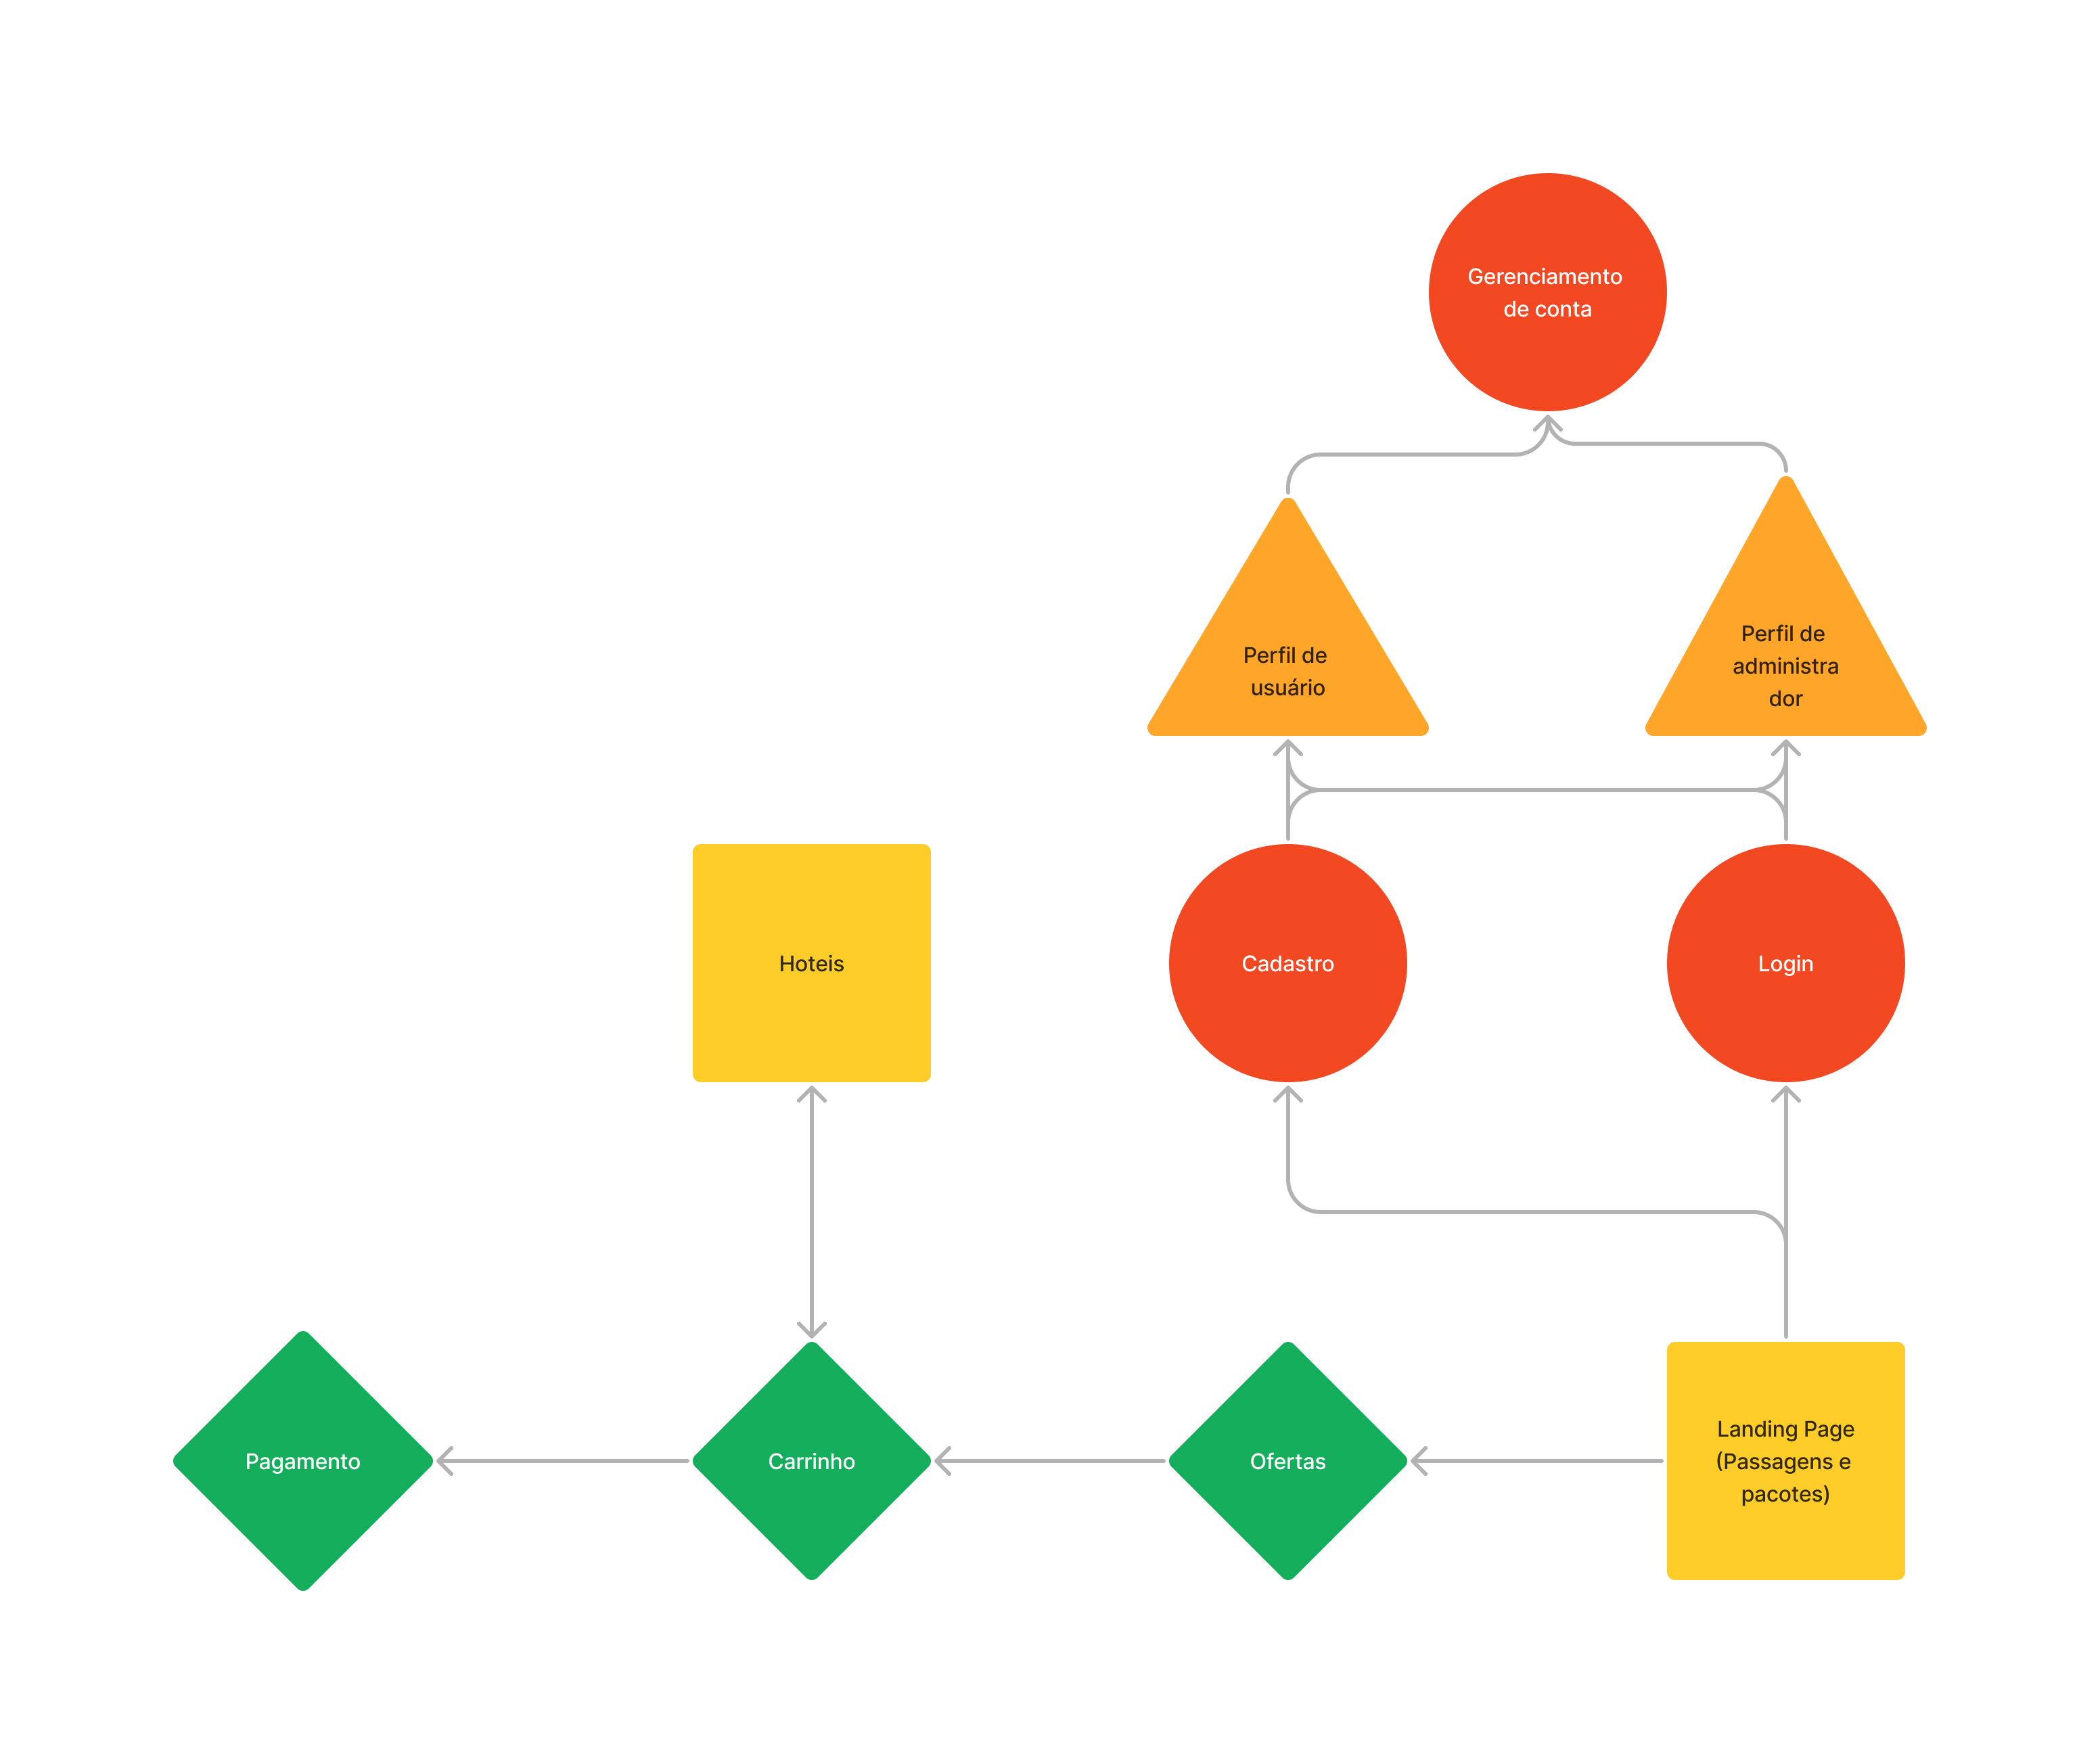 Gerenciamento
de conta
Perfil de
usuário
Perfil de
administra
dor
Hoteis
Cadastro
Login
Pagamento
Carrinho
Ofertas
Landing Page
(Passagens e
pacotes)